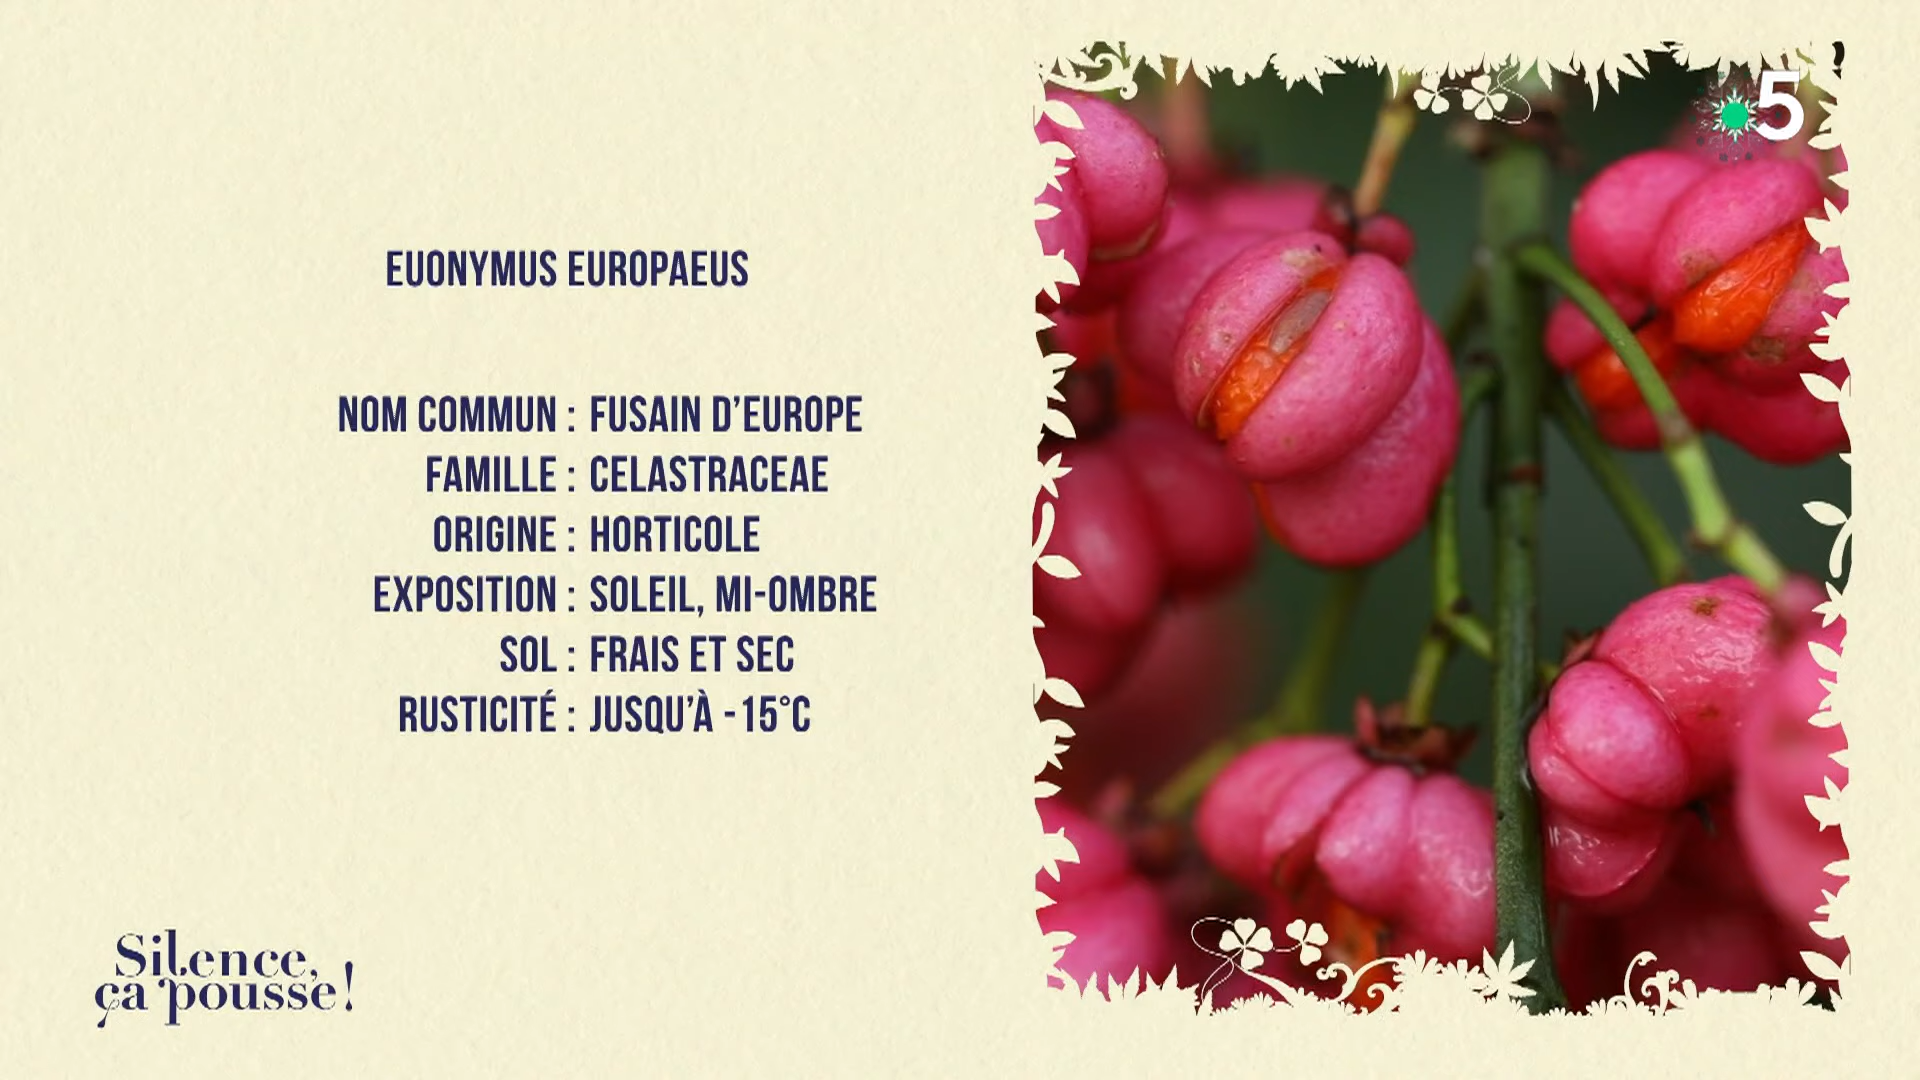 EUONYMUS EUROPAEUS
NOM COMMUN : FUSAIN D’EUROPE
FAMILLE : CELASTRACEAE
ORIGINE : HORTICOLE
EXPOSITION : SOLEIL, MI-OMBRE
SOL : FRAIS ET SEC
RUSTICITÉ : JUSQU’À -15°C
Silence,
ça pousse!
5